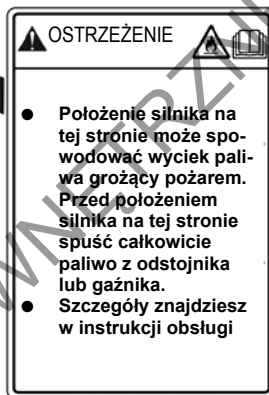 OSTRZEŻENIE
● Położenie silnika na
tej stronie może spo-
wodować wyciek pali-
wa grożący pożarem.
Przed położeniem
silnika na tej stronie
spuść całkowicie
paliwo z odstojnika
lub gaźnika.
● Szczegóły znajdziesz
w instrukcji obsługi